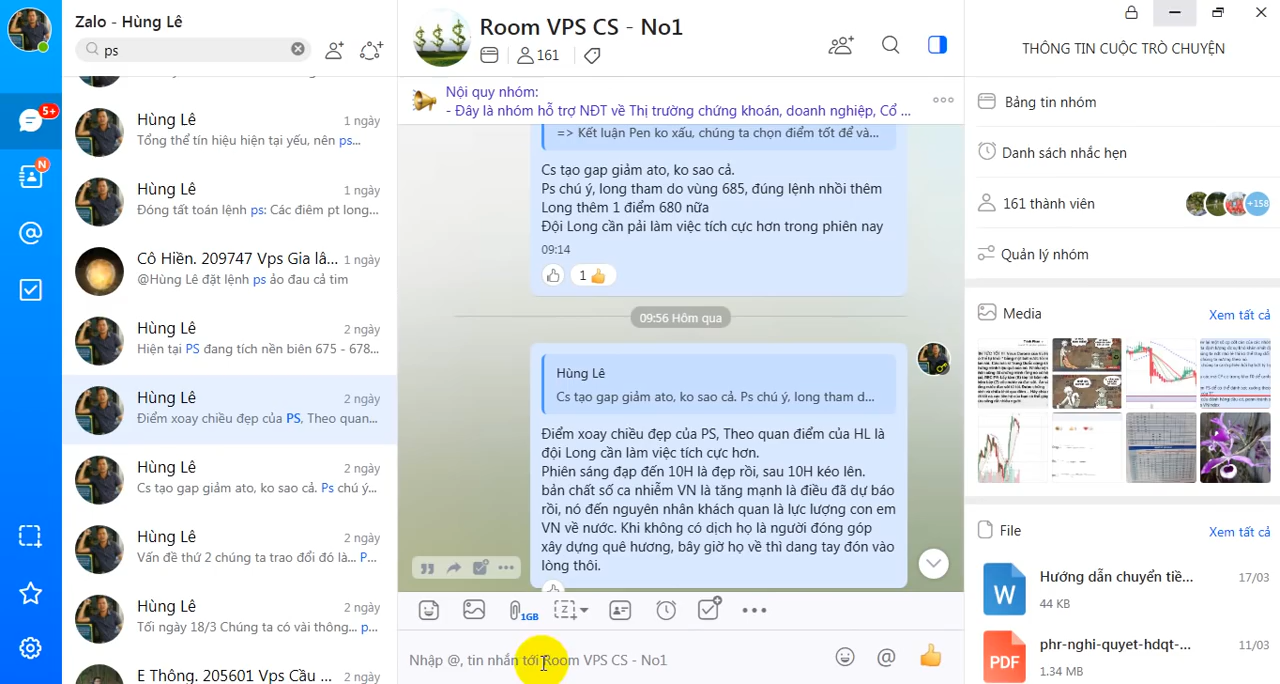 Zalo - Hùng Lê
ps
5+
N
Hùng Lê
1 ngày
Tổng thể tín hiệu hiện tại yếu, nên ps...
Hùng Lê
1 ngày
Đóng tất toán lệnh ps: Các điêm pt long...
Cô Hiền. 209747 Vps Gia lâ...
1 ngày
@Hùng Lê đặt lệnh ps ảo đau cả tim
Hùng Lê
2 ngày
Hiện tại PS đang tích nền biên 675 - 678...
Hùng Lê
2 ngày
Điểm xoay chiều đẹp của PS, Theo quan...
Hùng Lê
2 ngày
Cs tạo gap giảm ato, ko sao cả. Ps chú ý...
Hùng Lê
2 ngày
Vấn đề thứ 2 chúng ta trao đổi đó là... P...
Hùng Lê
2 ngày
Tối ngày 18/3 Chúng ta có vài thông... p...
E Thông. 205601 Vps Cầu ...
2 ngày
Room VPS CS - No1
161
Nội quy nhóm:
- Đây là nhóm hỗ trợ NĐT về Thị trường chứng khoán, doanh nghiệp, Cổ ...
=> Kết luận Pen ko xấu, chúng ta chọn điểm tốt để và...
Cs tạo gap giảm ato, ko sao cả.
Ps chú ý, long tham do vùng 685, đúng lệnh nhồi thêm
Long thêm 1 điểm 680 nữa
Đội Long cần pải làm việc tích cực hơn trong phiên nay
09:14
1
09:56 Hôm qua
Hùng Lê
Cs tạo gap giảm ato, ko sao cả. Ps chú ý, long tham d...
Điểm xoay chiều đẹp của PS, Theo quan điểm của HL là
đội Long cần làm việc tích cực hơn.
Phiên sáng đạp đến 10H là đẹp rồi, sau 10H kéo lên.
bản chất số ca nhiễm VN là tăng mạnh là điều đã dự báo
rồi, nó đến nguyên nhân khách quan là lực lượng con em
VN về nước. Khi không có dịch họ là người đóng góp
xây dựng quê hương, bây giờ họ về thì dang tay đón vào
lòng thôi.
1GB
Nhập @, tin nhắn tới Room VPS CS - No1
THÔNG TIN CUỘC TRÒ CHUYỆN
Bảng tin nhóm
Danh sách nhắc hẹn
161 thành viên
+158
Quản lý nhóm
Media
Xem tất cả
File
Xem tất cả
W
Hướng dẫn chuyển tiề...
17/03
44 KB
PDF
phr-nghi-quyet-hdqt-...
11/03
1.34 MB